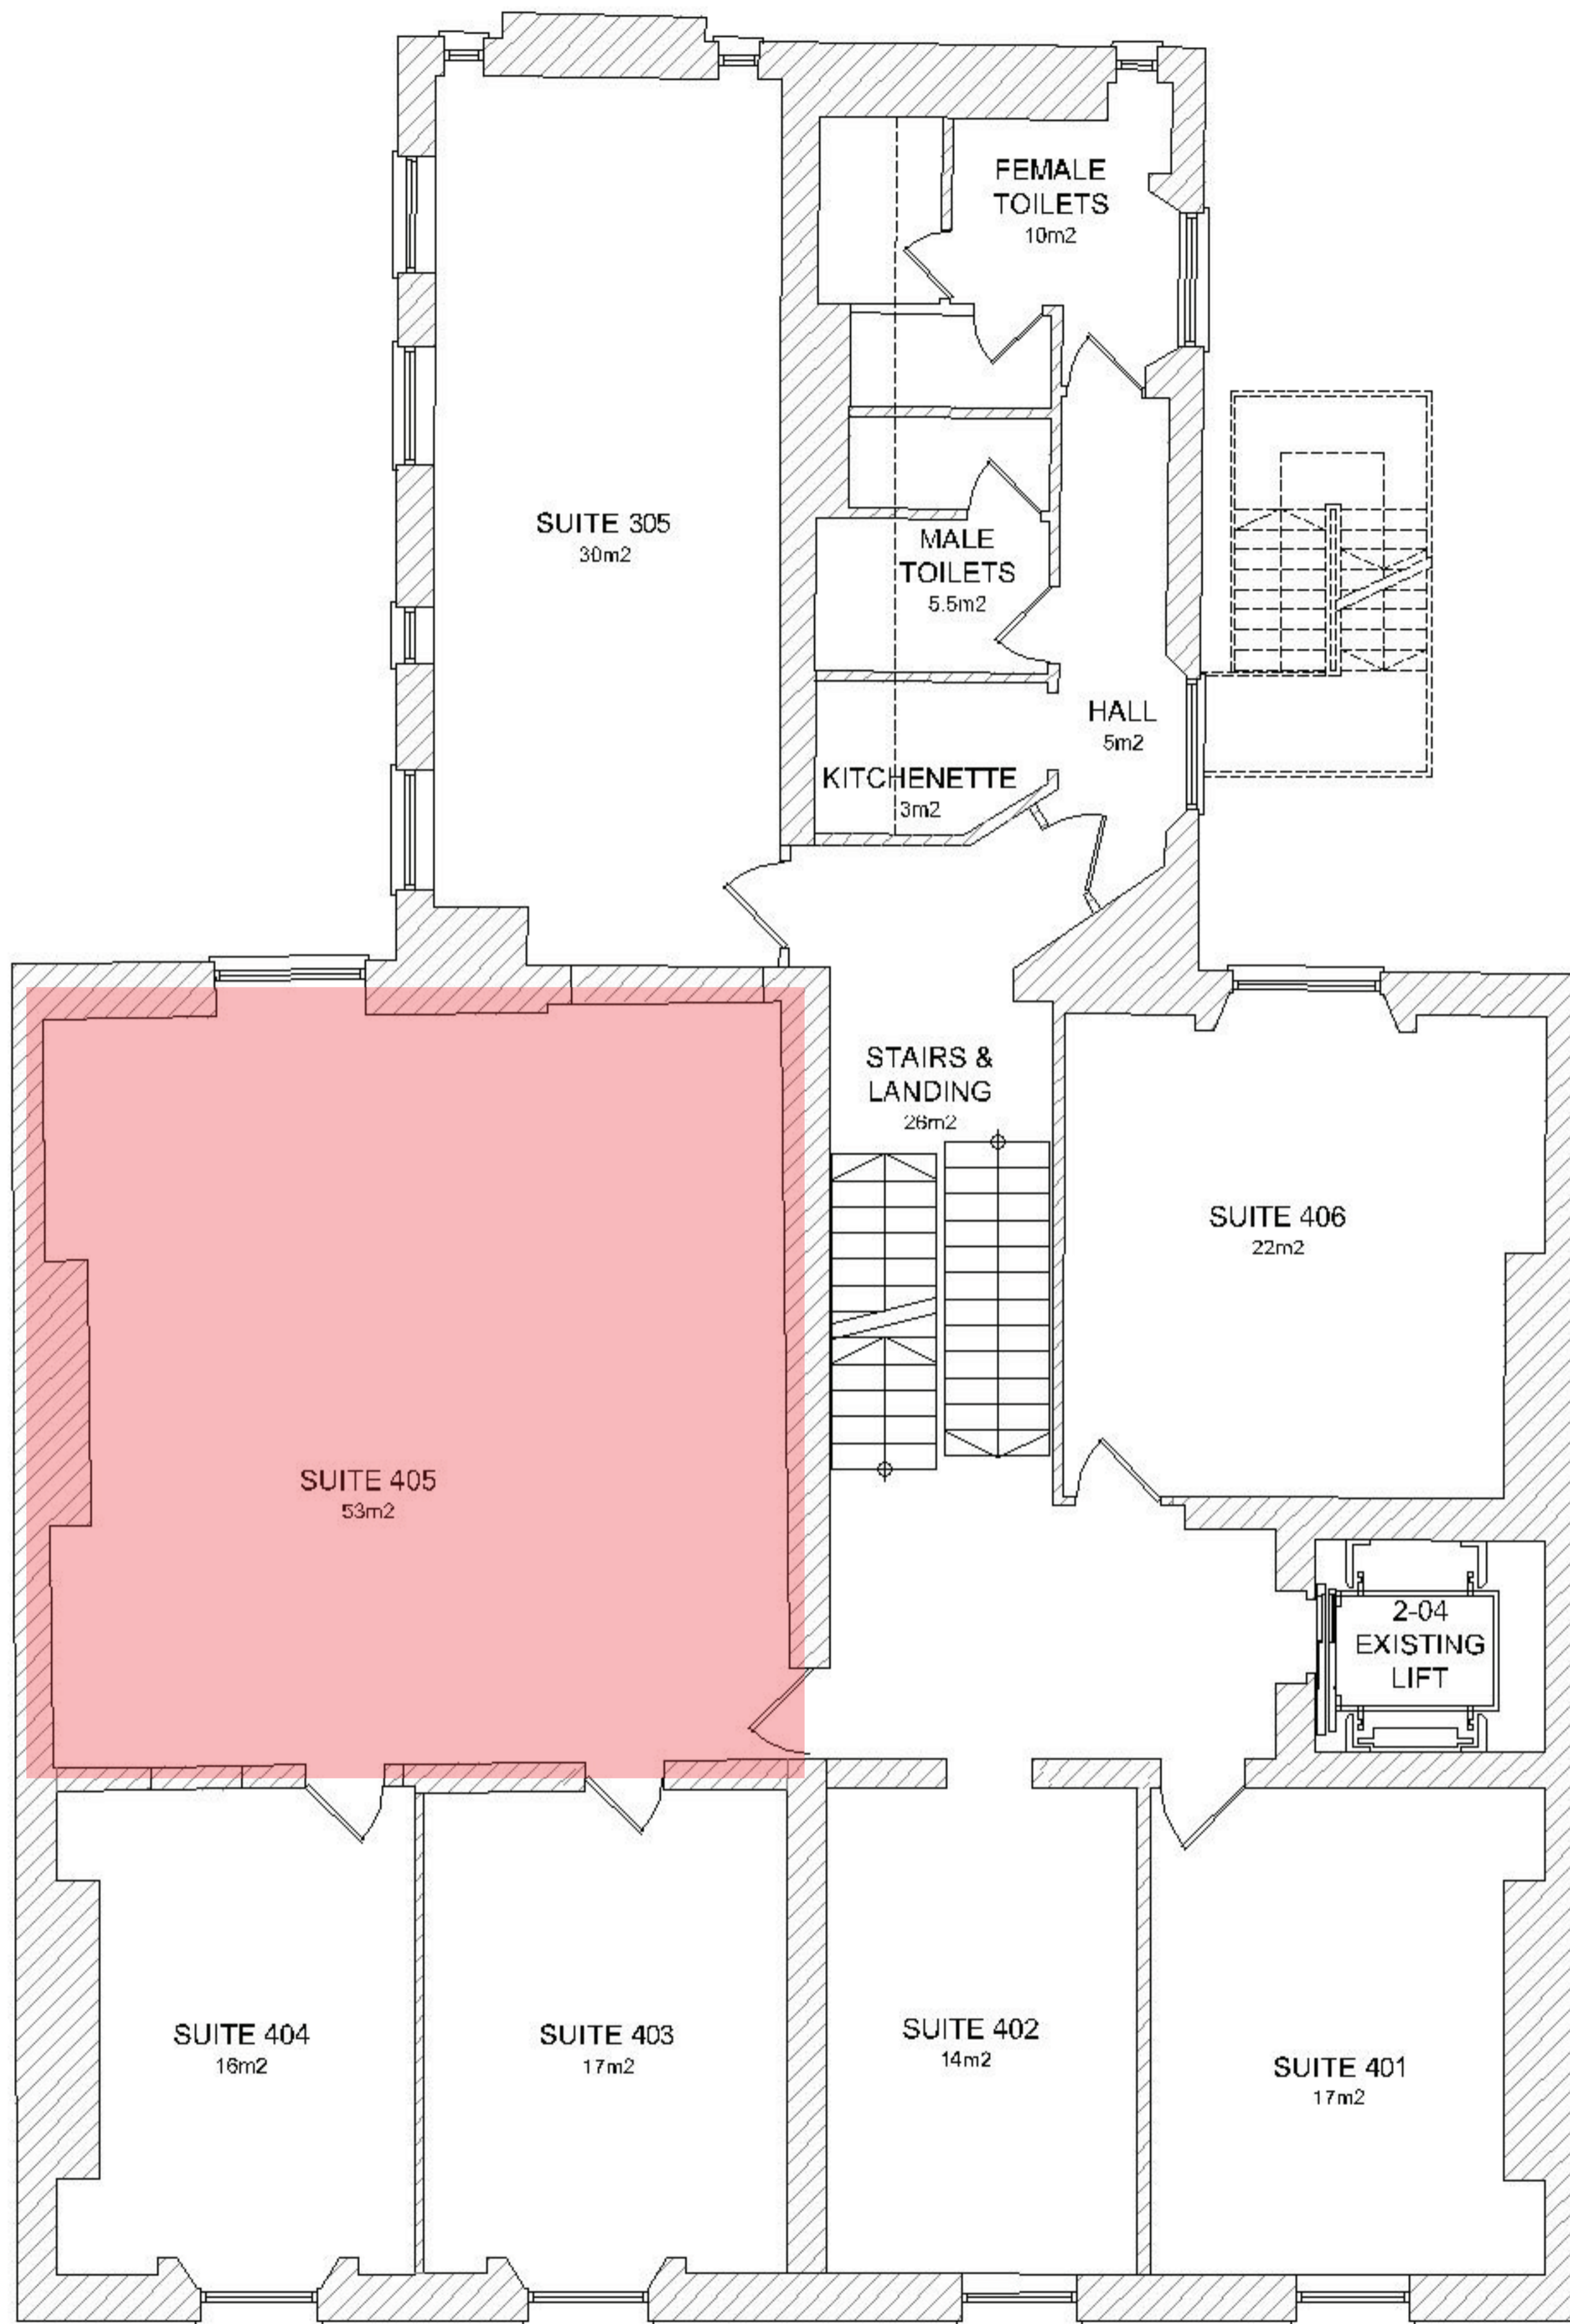 FEMALE
TOILETS
10m2
SUITE 305
30m2
MALE
TOILETS
5.5m2
HALL
5m2
KITCHENETTE
3m2
STAIRS &
LANDING
26m2
SUITE 406
22m2
SUITE 405
53m2
2-04
EXISTING
LIFT
SUITE 404
16m2
SUITE 403
17m2
SUITE 402
14m2
SUITE 401
17m2